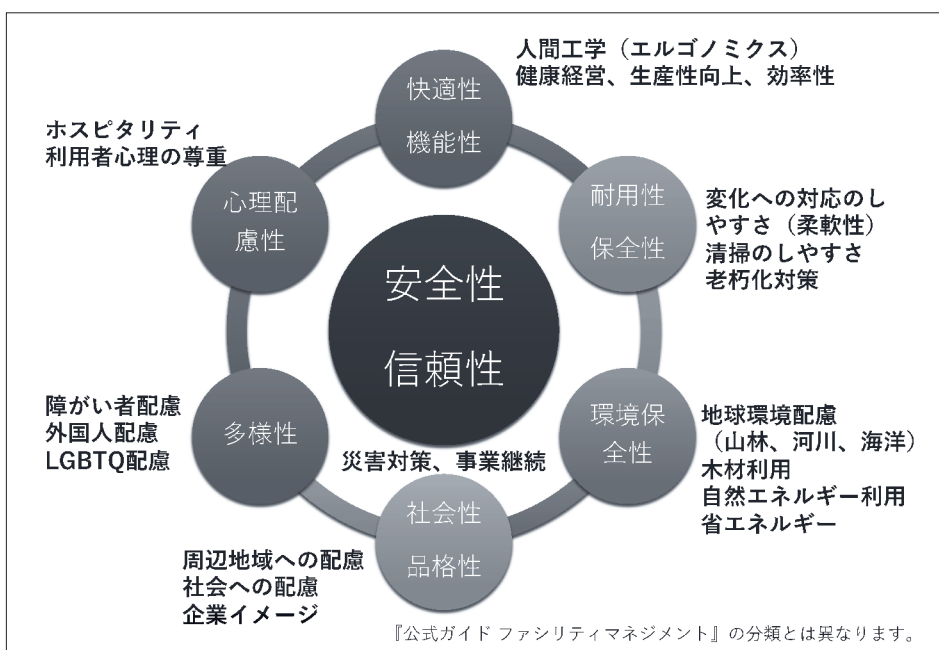 人間工学（エルゴノミクス）
健康経営、生産性向上、効率性
快適性
機能性
ホスピタリティ
利用者心理の尊重
心理配
慮性
耐用性
保全性
変化への対応のし
やすさ（柔軟性）
清掃のしやすさ
老朽化対策
安全性
信頼性
災害対策、事業継続
障がい者配慮
外国人配慮
LGBTQ配慮
多様性
環境保
全性
地球環境配慮
（山林、河川、海洋）
木材利用
自然エネルギー利用
省エネルギー
社会性
品格性
周辺地域への配慮
社会への配慮
企業イメージ
『公式ガイド ファシリティマネジメント』の分類とは異なります。